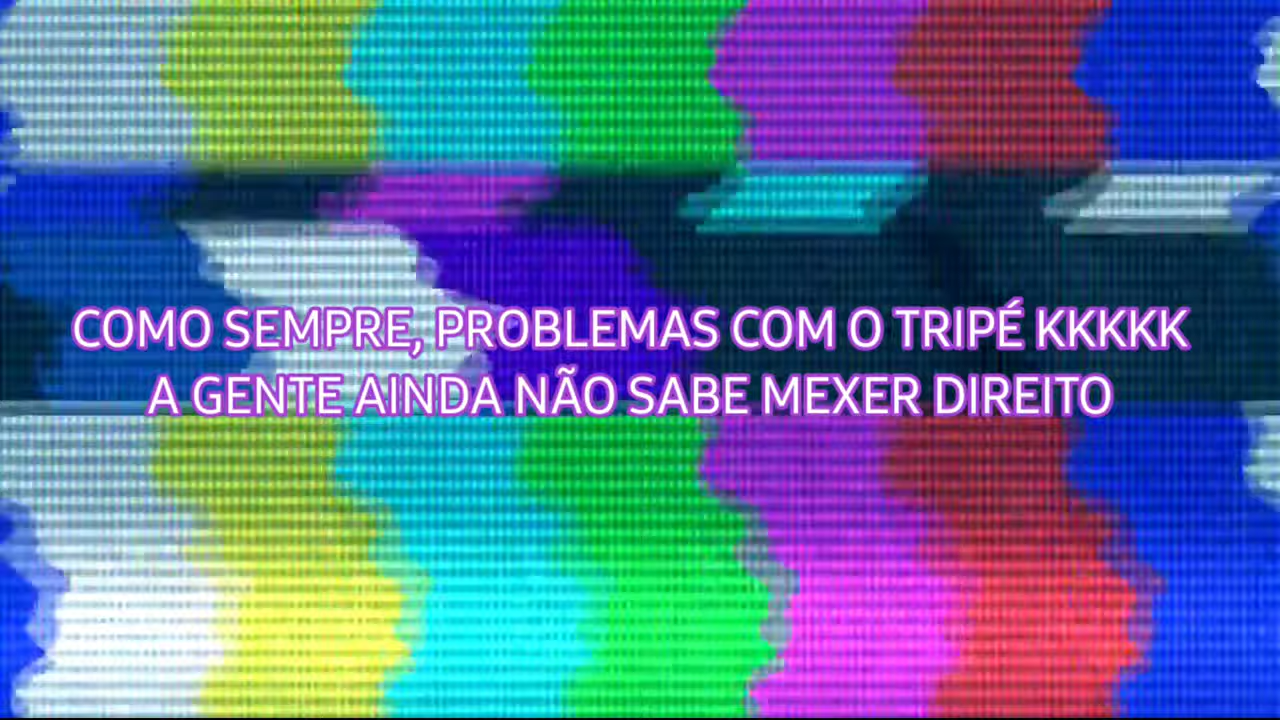 COMO SEMPRE, PROBLEMAS COM O TRIPÉ KKKKK
A GENTE AINDA NÃO SABE MEXER DIREITO